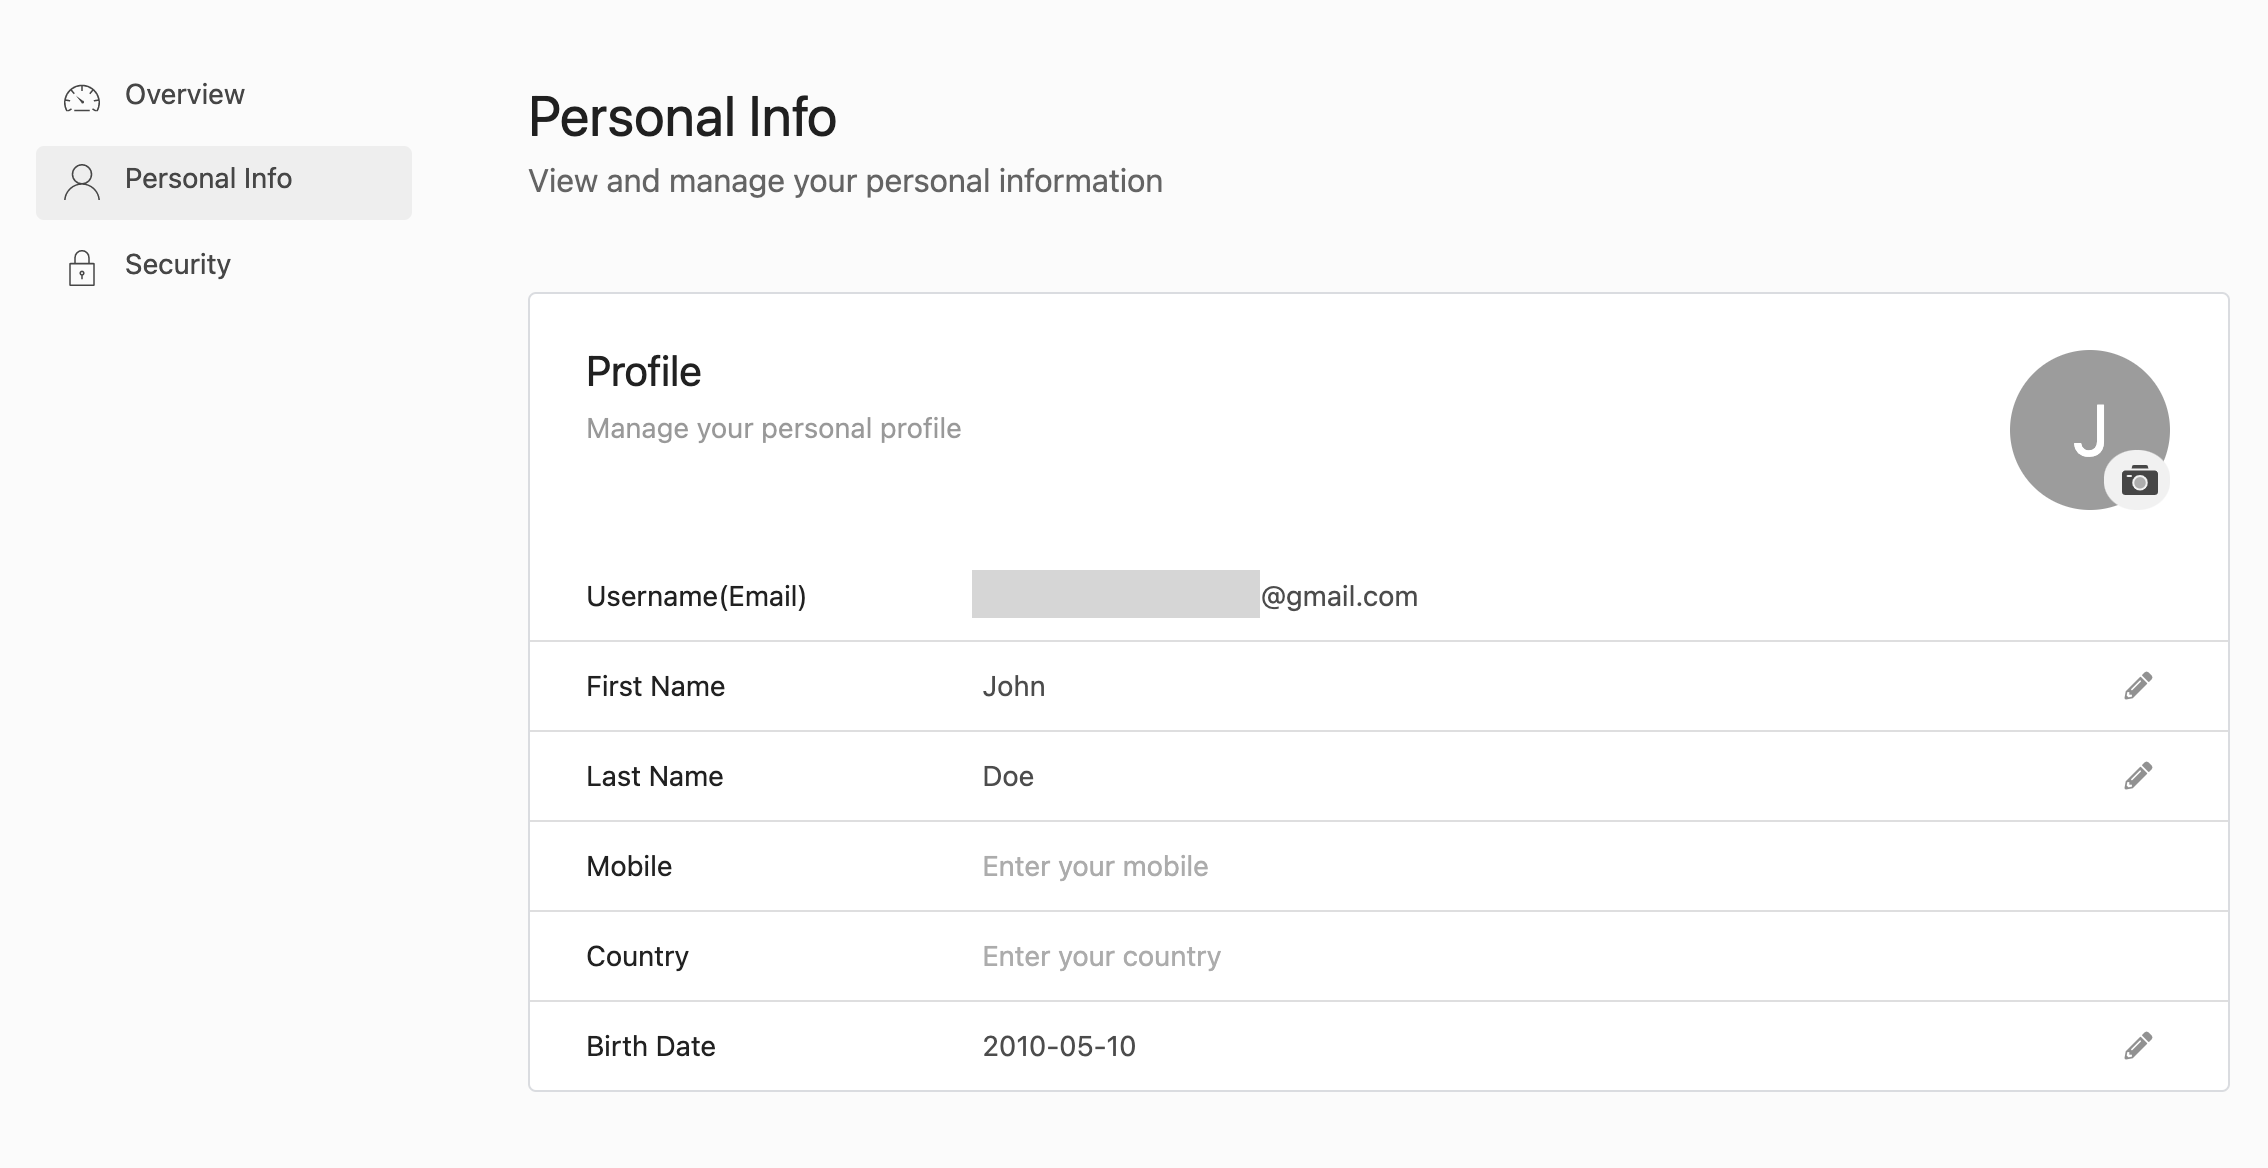 Overview
Personal Info
Security
Personal Info
View and manage your personal information
Profile
Manage your personal profile
J
Username(Email) @gmail.com
First Name John
Last Name Doe
Mobile Enter your mobile
Country Enter your country
Birth Date 2010-05-10